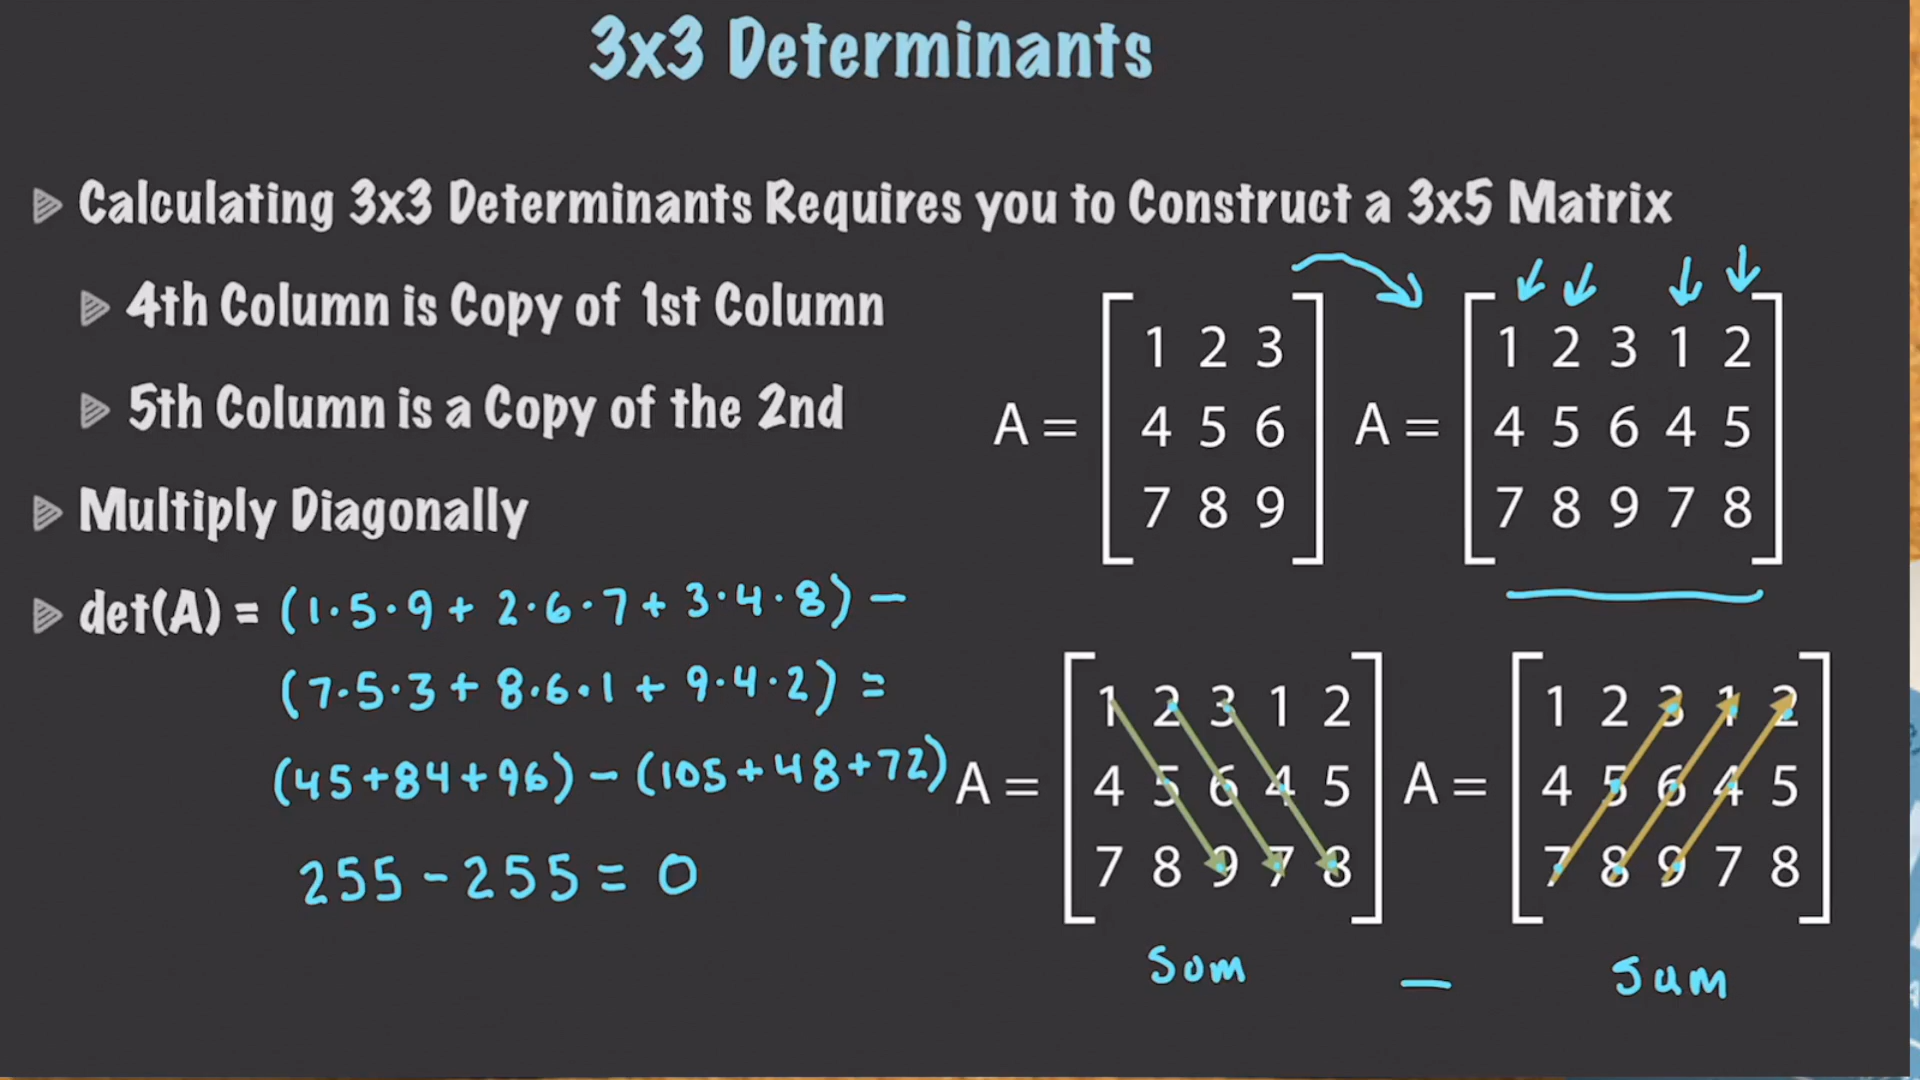 3x3 Determinants
Calculating 3x3 Determinants Requires you to Construct a 3x5 Matrix
4th Column is Copy of 1st Column
5th Column is a Copy of the 2nd
Multiply Diagonally
det(A) = (1·5·9 + 2·6·7 + 3·4·8) −
(7·5·3 + 8·6·1 + 9·4·2) =
(45+84+96) − (105+48+72)
255 − 255 = 0
1 2 3
A = 4 5 6
7 8 9
1 2 3 1 2
A = 4 5 6 4 5
7 8 9 7 8
1 2 3 1 2
A = 4 5 6 4 5
7 8 9 7 8
Sum
−
1 2 3 1 2
A = 4 5 6 4 5
7 8 9 7 8
Sum